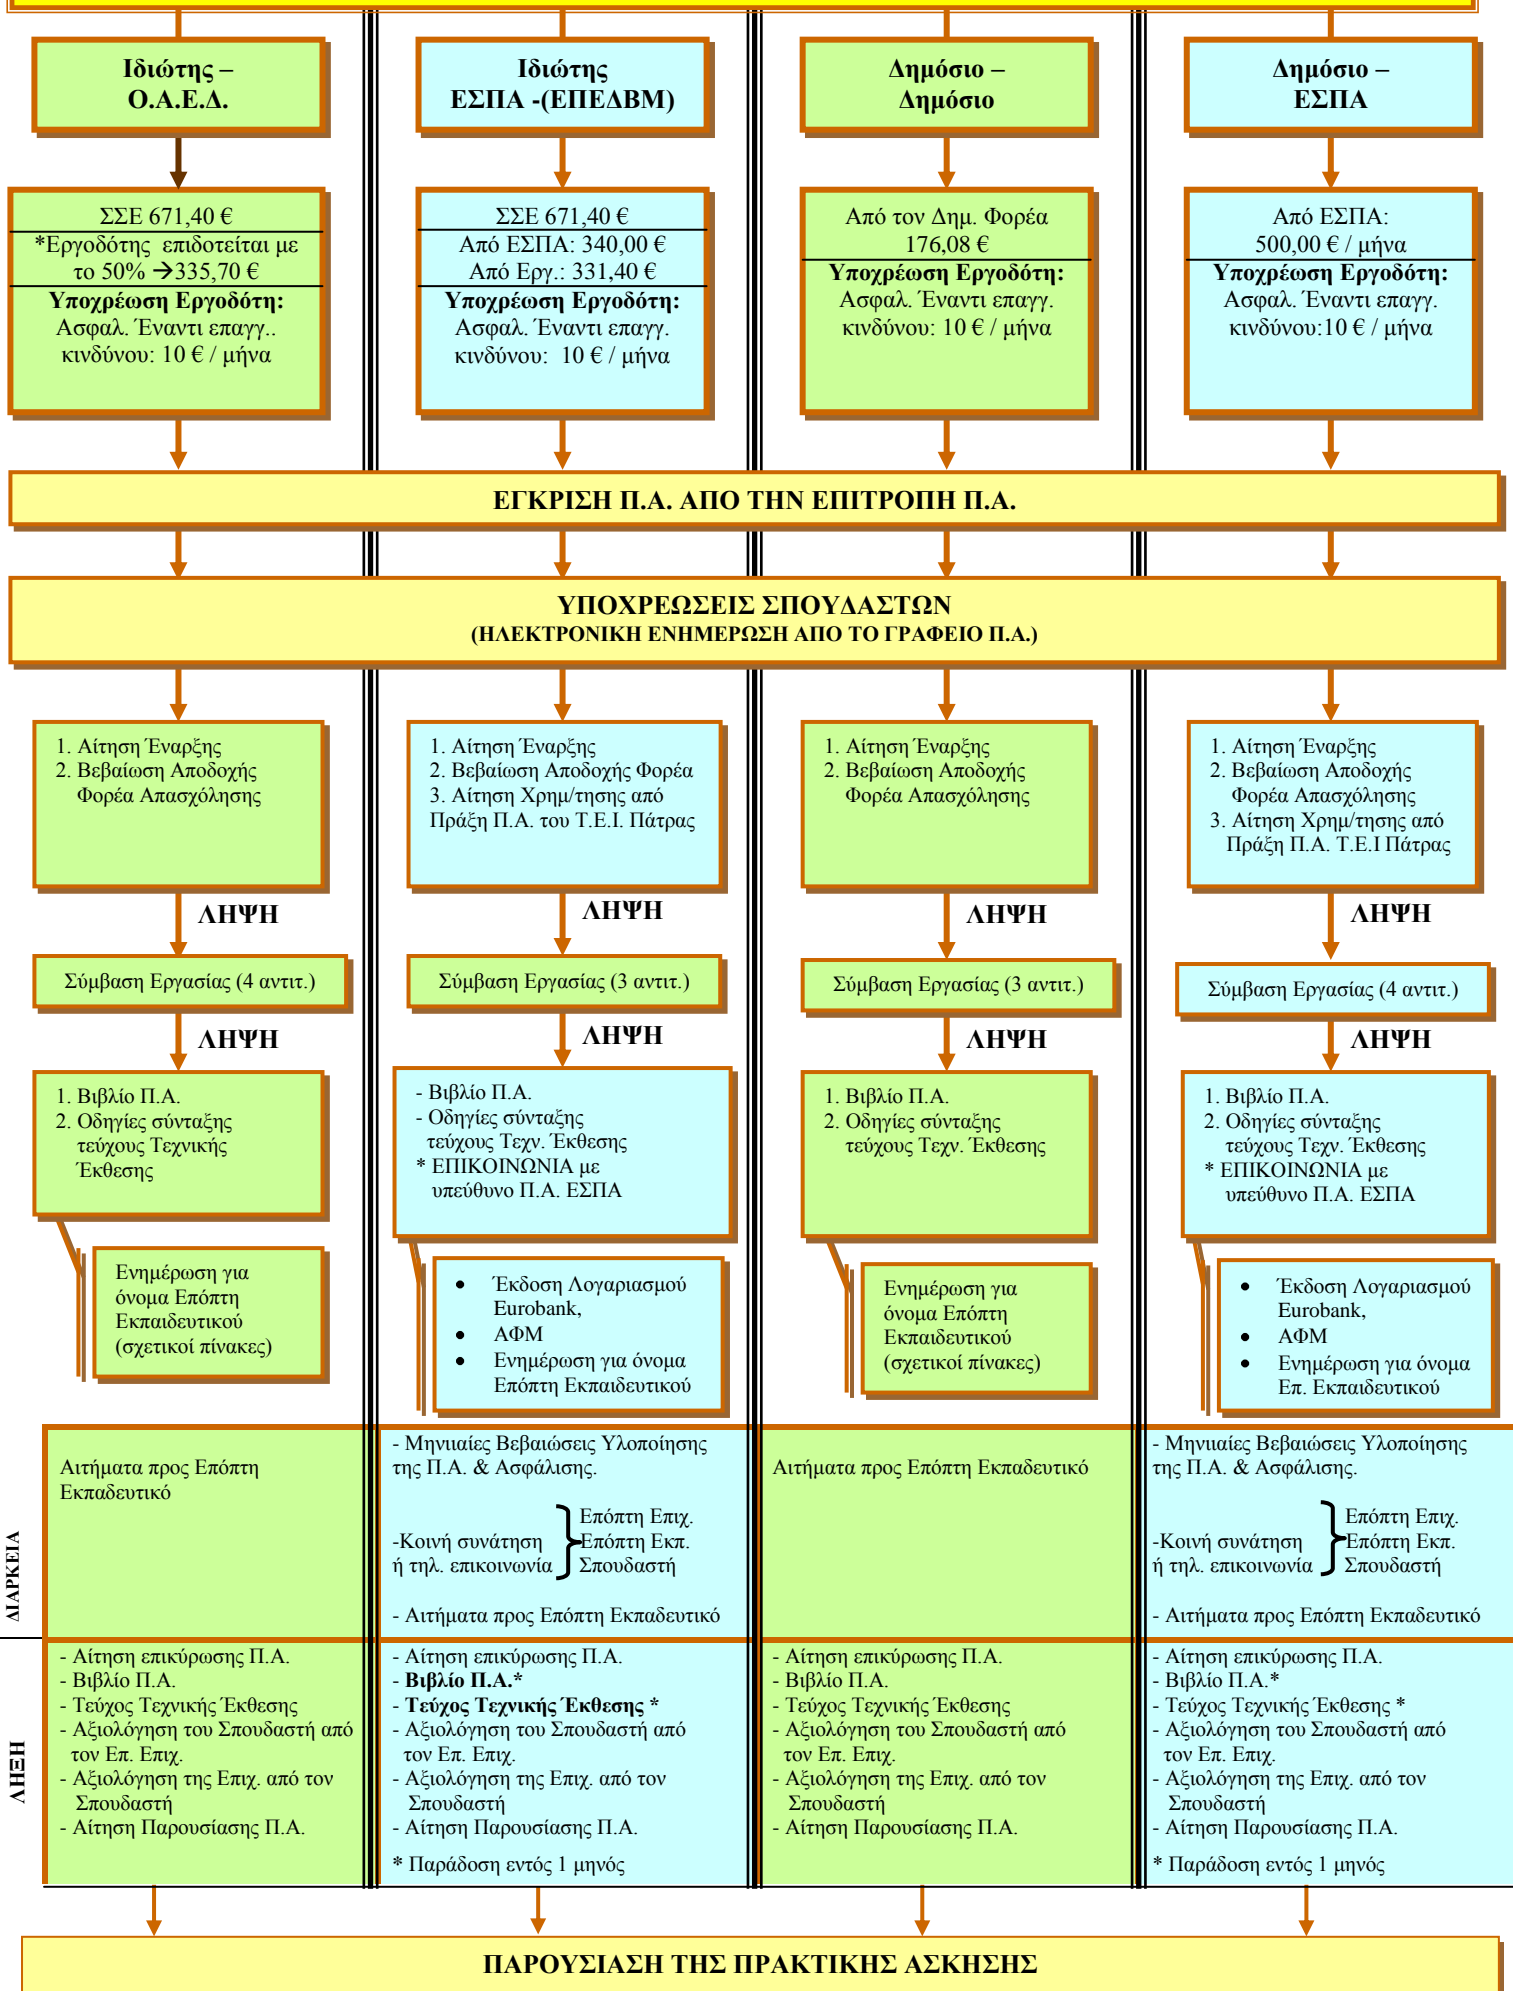 Ιδιώτης –
Ο.Α.Ε.Δ.
Ιδιώτης
ΕΣΠΑ -(ΕΠΕΔΒΜ)
Δημόσιο –
Δημόσιο
Δημόσιο –
ΕΣΠΑ
ΣΣΕ 671,40 €
*Εργοδότης επιδοτείται με
το 50% →335,70 €
Υποχρέωση Εργοδότη:
Ασφαλ. Έναντι επαγγ..
κινδύνου: 10 € / μήνα
ΣΣΕ 671,40 €
Από ΕΣΠΑ: 340,00 €
Από Εργ.: 331,40 €
Υποχρέωση Εργοδότη:
Ασφαλ. Έναντι επαγγ.
κινδύνου: 10 € / μήνα
Από τον Δημ. Φορέα
176,08 €
Υποχρέωση Εργοδότη:
Ασφαλ. Έναντι επαγγ.
κινδύνου: 10 € / μήνα
Από ΕΣΠΑ:
500,00 € / μήνα
Υποχρέωση Εργοδότη:
Ασφαλ. Έναντι επαγγ.
κινδύνου:10 € / μήνα
ΕΓΚΡΙΣΗ Π.Α. ΑΠΟ ΤΗΝ ΕΠΙΤΡΟΠΗ Π.Α.
ΥΠΟΧΡΕΩΣΕΙΣ ΣΠΟΥΔΑΣΤΩΝ
(ΗΛΕΚΤΡΟΝΙΚΗ ΕΝΗΜΕΡΩΣΗ ΑΠΟ ΤΟ ΓΡΑΦΕΙΟ Π.Α.)
1. Αίτηση Έναρξης
2. Βεβαίωση Αποδοχής
Φορέα Απασχόλησης
1. Αίτηση Έναρξης
2. Βεβαίωση Αποδοχής Φορέα
3. Αίτηση Χρημ/τησης από
Πράξη Π.Α. του Τ.Ε.Ι. Πάτρας
1. Αίτηση Έναρξης
2. Βεβαίωση Αποδοχής
Φορέα Απασχόλησης
1. Αίτηση Έναρξης
2. Βεβαίωση Αποδοχής
Φορέα Απασχόλησης
3. Αίτηση Χρημ/τησης από
Πράξη Π.Α. Τ.Ε.Ι Πάτρας
ΛΗΨΗ
ΛΗΨΗ
ΛΗΨΗ
ΛΗΨΗ
Σύμβαση Εργασίας (4 αντιτ.)
Σύμβαση Εργασίας (3 αντιτ.)
Σύμβαση Εργασίας (3 αντιτ.)
Σύμβαση Εργασίας (4 αντιτ.)
ΛΗΨΗ
ΛΗΨΗ
ΛΗΨΗ
ΛΗΨΗ
1. Βιβλίο Π.Α.
2. Οδηγίες σύνταξης
τεύχους Τεχνικής
Έκθεσης
- Βιβλίο Π.Α.
- Οδηγίες σύνταξης
τεύχους Τεχν. Έκθεσης
* ΕΠΙΚΟΙΝΩΝΙΑ με
υπεύθυνο Π.Α. ΕΣΠΑ
1. Βιβλίο Π.Α.
2. Οδηγίες σύνταξης
τεύχους Τεχν. Έκθεσης
1. Βιβλίο Π.Α.
2. Οδηγίες σύνταξης
τεύχους Τεχν. Έκθεσης
* ΕΠΙΚΟΙΝΩΝΙΑ με
υπεύθυνο Π.Α. ΕΣΠΑ
Ενημέρωση για
όνομα Επόπτη
Εκπαιδευτικού
(σχετικοί πίνακες)
• Έκδοση Λογαριασμού
Eurobank,
• ΑΦΜ
• Ενημέρωση για όνομα
Επόπτη Εκπαιδευτικού
Ενημέρωση για
όνομα Επόπτη
Εκπαιδευτικού
(σχετικοί πίνακες)
• Έκδοση Λογαριασμού
Eurobank,
• ΑΦΜ
• Ενημέρωση για όνομα
Επ. Εκπαιδευτικού
ΔΙΑΡΚΕΙΑ
Αιτήματα προς Επόπτη
Εκπαδευτικό
- Μηνιιαίες Βεβαιώσεις Υλοποίησης
της Π.Α. & Ασφάλισης.
-Κοινή συνάτηση
ή τηλ. επικοινωνία
Επόπτη Επιχ.
Επόπτη Εκπ.
Σπουδαστή
- Αιτήματα προς Επόπτη Εκπαδευτικό
Αιτήματα προς Επόπτη Εκπαδευτικό
- Μηνιιαίες Βεβαιώσεις Υλοποίησης
της Π.Α. & Ασφάλισης.
-Κοινή συνάτηση
ή τηλ. επικοινωνία
Επόπτη Επιχ.
Επόπτη Εκπ.
Σπουδαστή
- Αιτήματα προς Επόπτη Εκπαδευτικό
ΛΗΞΗ
- Αίτηση επικύρωσης Π.Α.
- Βιβλίο Π.Α.
- Τεύχος Τεχνικής Έκθεσης
- Αξιολόγηση του Σπουδαστή από
τον Επ. Επιχ.
- Αξιολόγηση της Επιχ. από τον
Σπουδαστή
- Αίτηση Παρουσίασης Π.Α.
- Αίτηση επικύρωσης Π.Α.
- Βιβλίο Π.Α.*
- Τεύχος Τεχνικής Έκθεσης *
- Αξιολόγηση του Σπουδαστή από
τον Επ. Επιχ.
- Αξιολόγηση της Επιχ. από τον
Σπουδαστή
- Αίτηση Παρουσίασης Π.Α.
* Παράδοση εντός 1 μηνός
- Αίτηση επικύρωσης Π.Α.
- Βιβλίο Π.Α.
- Τεύχος Τεχνικής Έκθεσης
- Αξιολόγηση του Σπουδαστή από
τον Επ. Επιχ.
- Αξιολόγηση της Επιχ. από τον
Σπουδαστή
- Αίτηση Παρουσίασης Π.Α.
- Αίτηση επικύρωσης Π.Α.
- Βιβλίο Π.Α.*
- Τεύχος Τεχνικής Έκθεσης *
- Αξιολόγηση του Σπουδαστή από
τον Επ. Επιχ.
- Αξιολόγηση της Επιχ. από τον
Σπουδαστή
- Αίτηση Παρουσίασης Π.Α.
* Παράδοση εντός 1 μηνός
ΠΑΡΟΥΣΙΑΣΗ ΤΗΣ ΠΡΑΚΤΙΚΗΣ ΑΣΚΗΣΗΣ